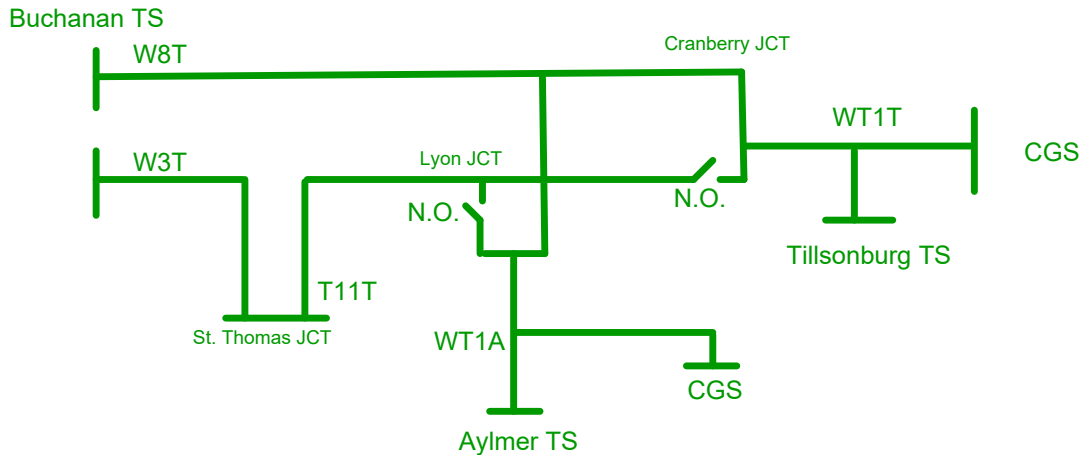 Buchanan TS
W8T
Cranberry JCT
WT1T
CGS
W3T
Lyon JCT
N.O.
N.O.
Tillsonburg TS
T11T
St. Thomas JCT
WT1A
CGS
Aylmer TS